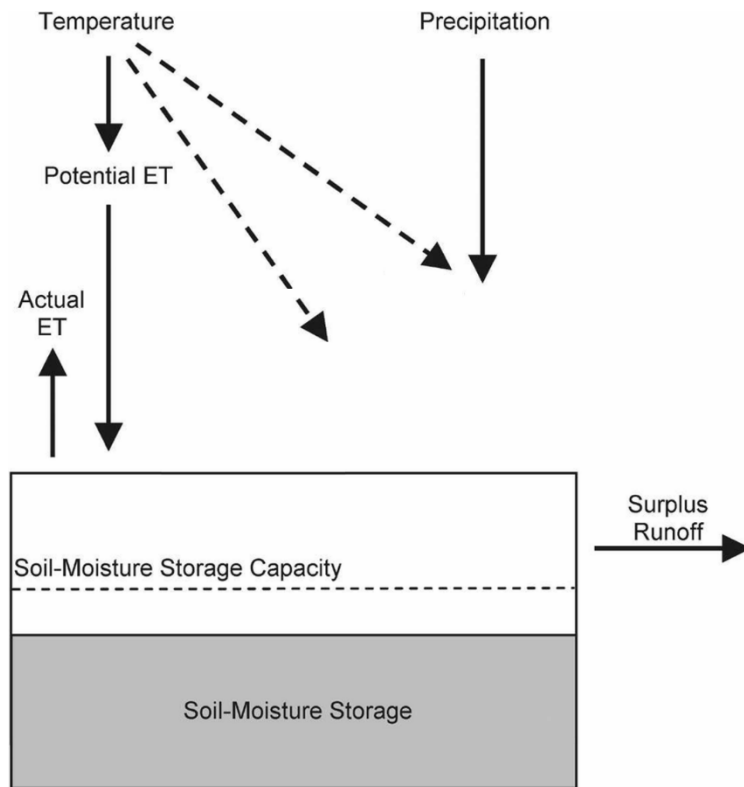 Temperature
Precipitation
Potential ET
Actual
ET
Surplus
Runoff
Soil-Moisture Storage Capacity
Soil-Moisture Storage